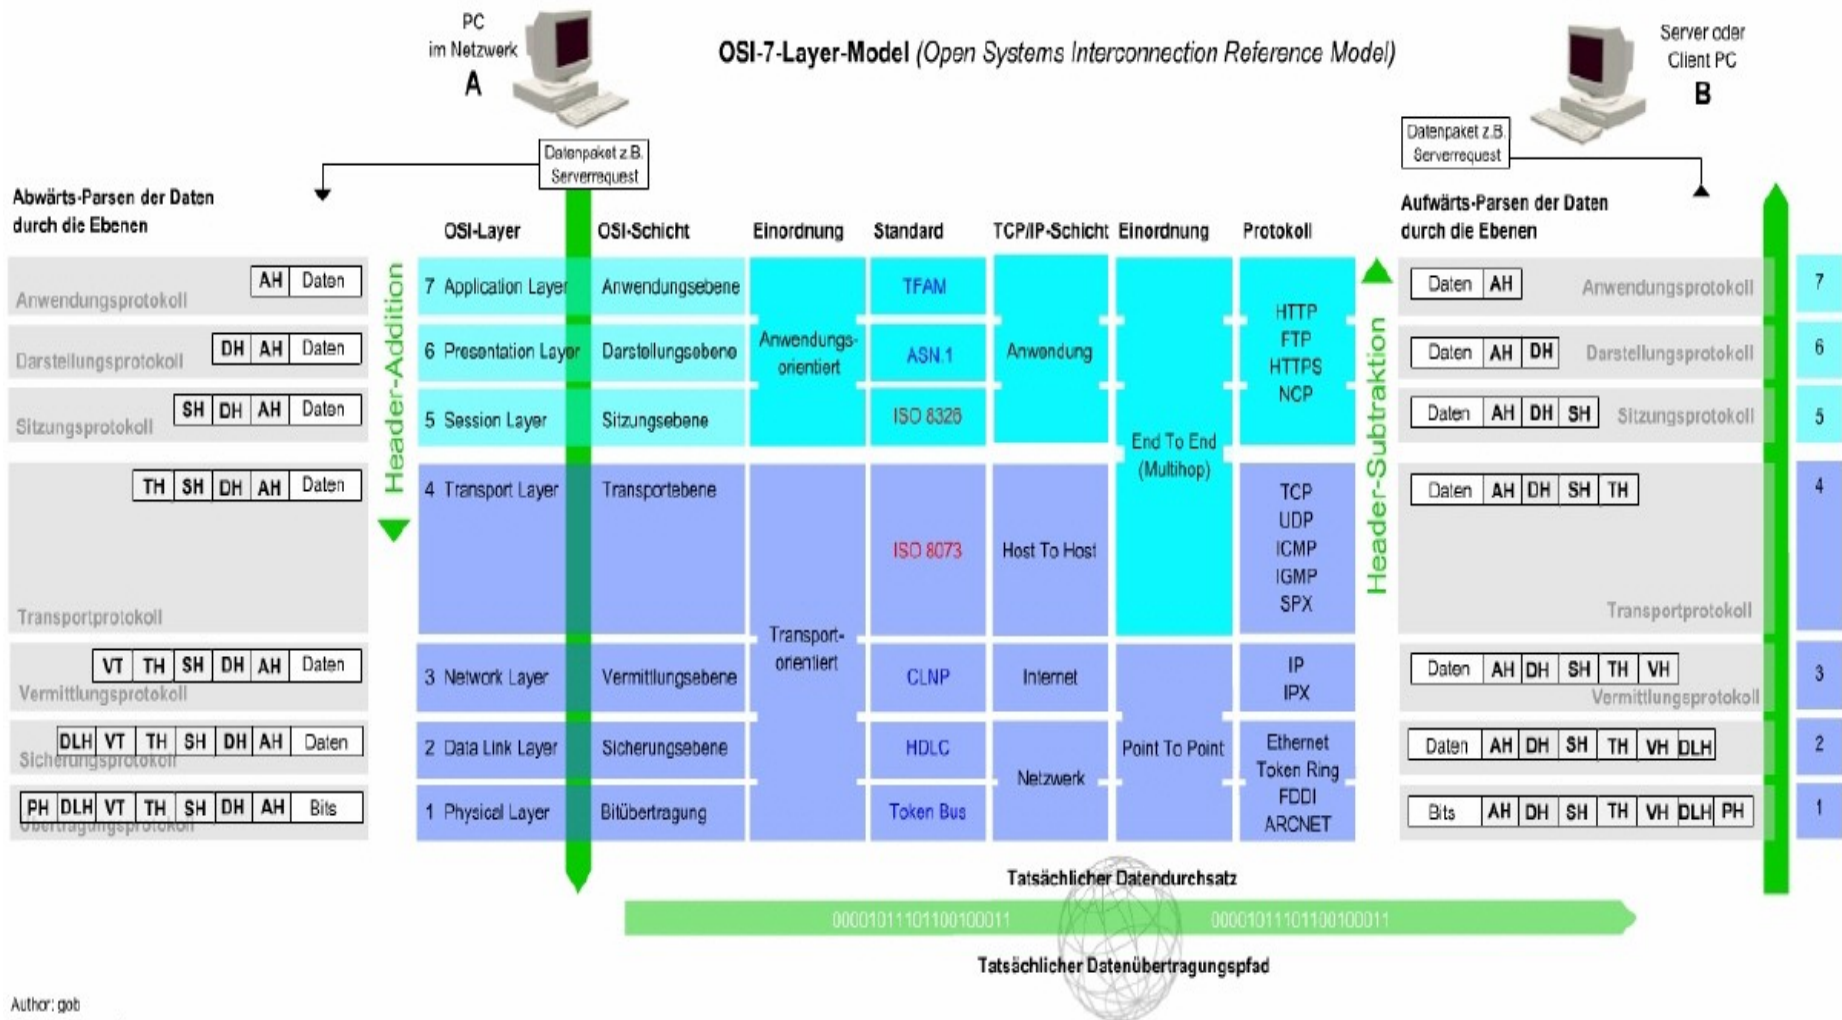 PC
im Netzwerk
A
OSI-7-Layer-Model (Open Systems Interconnection Reference Model)
Server oder
Client PC
B
Datenpaket z.B.
Serverrequest
Datenpaket z.B.
Serverrequest
Abwärts-Parsen der Daten
durch die Ebenen
Aufwärts-Parsen der Daten
durch die Ebenen
OSI-Layer OSI-Schicht Einordnung Standard TCP/IP-Schicht Einordnung Protokoll
Header-Addition
Header-Subtraktion
AH Daten
Anwendungsprotokoll
DH AH Daten
Darstellungsprotokoll
SH DH AH Daten
Sitzungsprotokoll
TH SH DH AH Daten
Transportprotokoll
VT TH SH DH AH Daten
Vermittlungsprotokoll
DLH VT TH SH DH AH Daten
Sicherungsprotokoll
PH DLH VT TH SH DH AH Bits
Übertragungsprotokoll
7 Application Layer Anwendungsebene
6 Presentation Layer Darstellungsebene
5 Session Layer Sitzungsebene
4 Transport Layer Transportebene
3 Network Layer Vermittlungsebene
2 Data Link Layer Sicherungsebene
1 Physical Layer Bitübertragung
Anwendungs-
orientiert
Transport-
orientiert
TFAM
ASN.1
ISO 8326
ISO 8073
CLNP
HDLC
Token Bus
Anwendung
Host To Host
Internet
Netzwerk
End To End
(Multihop)
Point To Point
HTTP
FTP
HTTPS
NCP
TCP
UDP
ICMP
IGMP
SPX
IP
IPX
Ethernet
Token Ring
FDDI
ARCNET
Daten AH
Anwendungsprotokoll
7
Daten AH DH
Darstellungsprotokoll
6
Daten AH DH SH
Sitzungsprotokoll
5
Daten AH DH SH TH
4
Transportprotokoll
Daten AH DH SH TH VH
Vermittlungsprotokoll
3
Daten AH DH SH TH VH DLH
2
Bits AH DH SH TH VH DLH PH
1
Tatsächlicher Datendurchsatz
00001011101100100011 00001011101100100011
Tatsächlicher Datenübertragungspfad
Author: gob